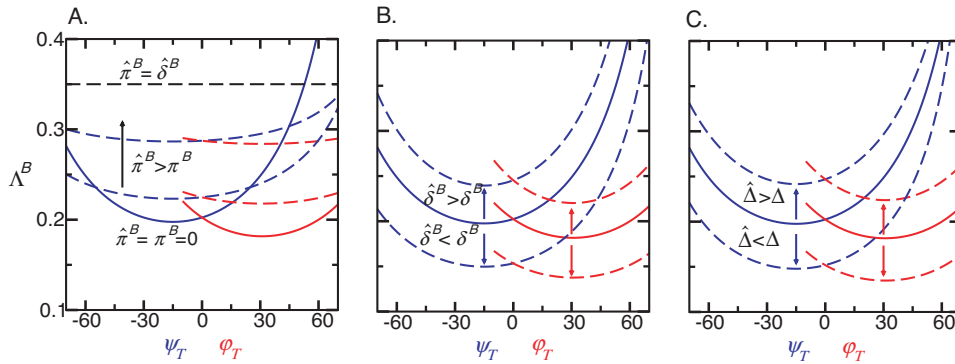 A.
B.
C.
0.4
0.3
0.2
0.1
Λ^B
π̂^B = δ̂^B
π̂^B > π^B
π̂^B = π^B = 0
-60 -30 0 30 60
ψ_T φ_T
δ̂^B > δ^B
δ̂^B < δ^B
-60 -30 0 30 60
ψ_T φ_T
Δ̂ > Δ
Δ̂ < Δ
-60 -30 0 30 60
ψ_T φ_T